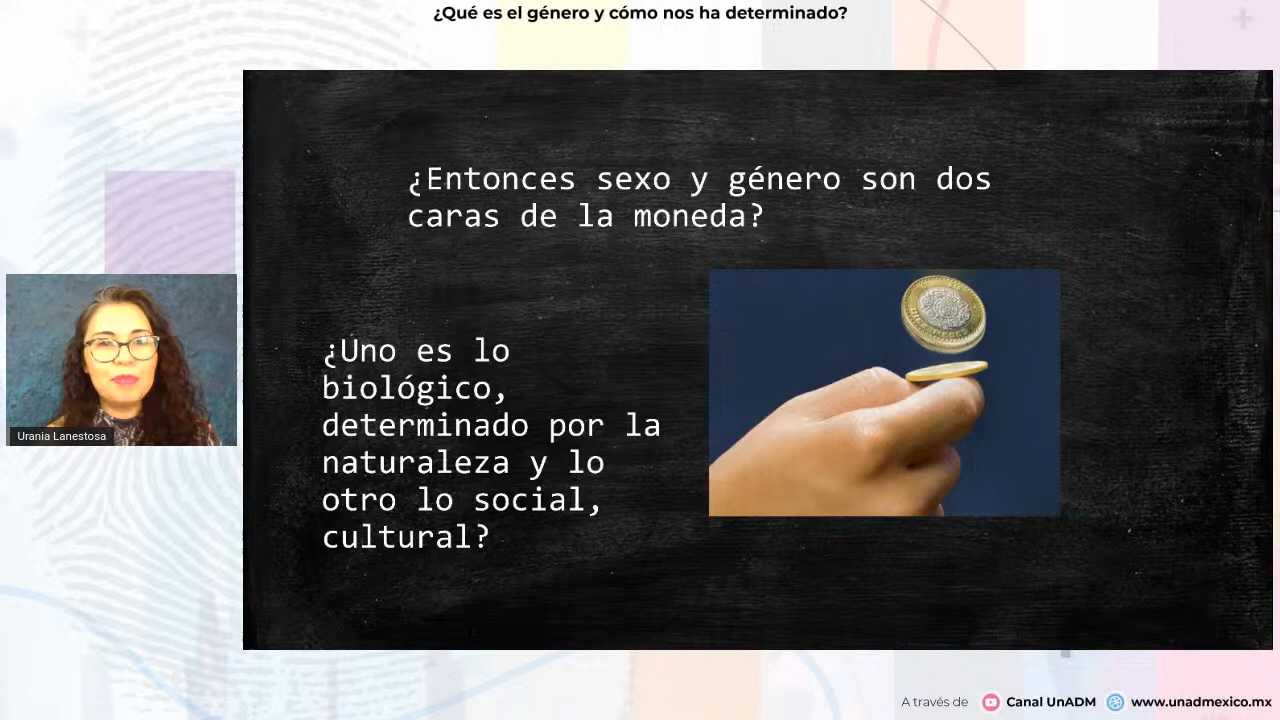 ¿Qué es el género y cómo nos ha determinado?
¿Entonces sexo y género son dos
caras de la moneda?
¿Uno es lo
biológico,
determinado por la
naturaleza y lo
otro lo social,
cultural?
Urania Lanestosa
A través de Canal UnADM www.unadmexico.mx